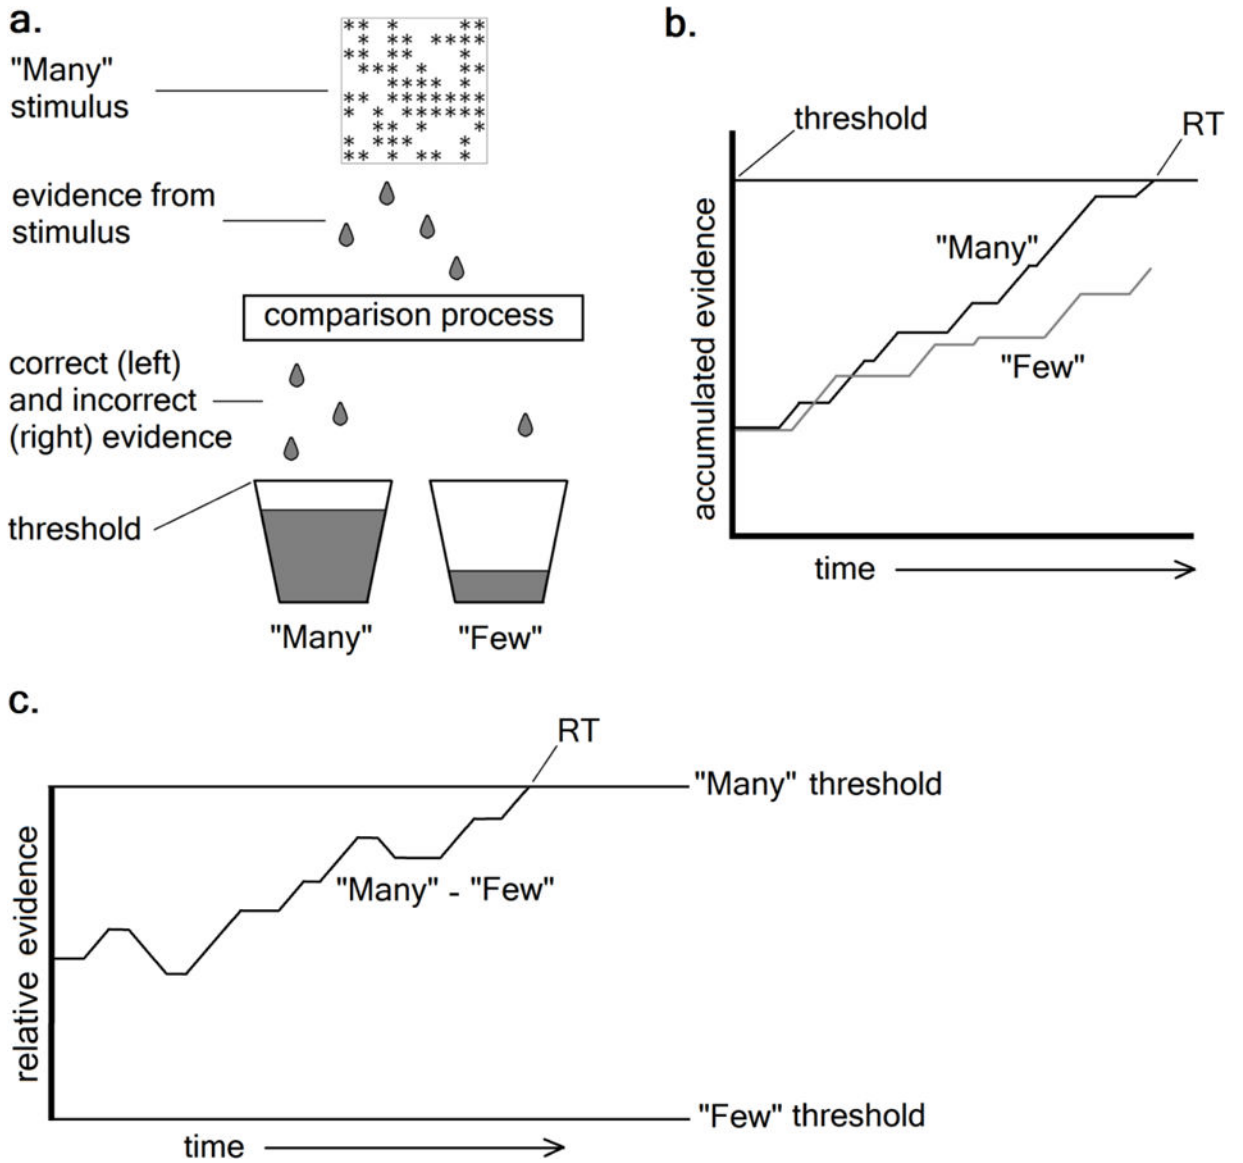 a.
"Many"
stimulus
** * **
* ** ****
** ** *
*** * **
**** *
** *******
* * ******
** * *
* *** *
** * ** *
evidence from
stimulus
comparison process
correct (left)
and incorrect
(right) evidence
threshold
"Many" "Few"
b.
threshold
RT
"Many"
"Few"
accumulated evidence
time
c.
RT
"Many" threshold
"Many" - "Few"
relative evidence
"Few" threshold
time